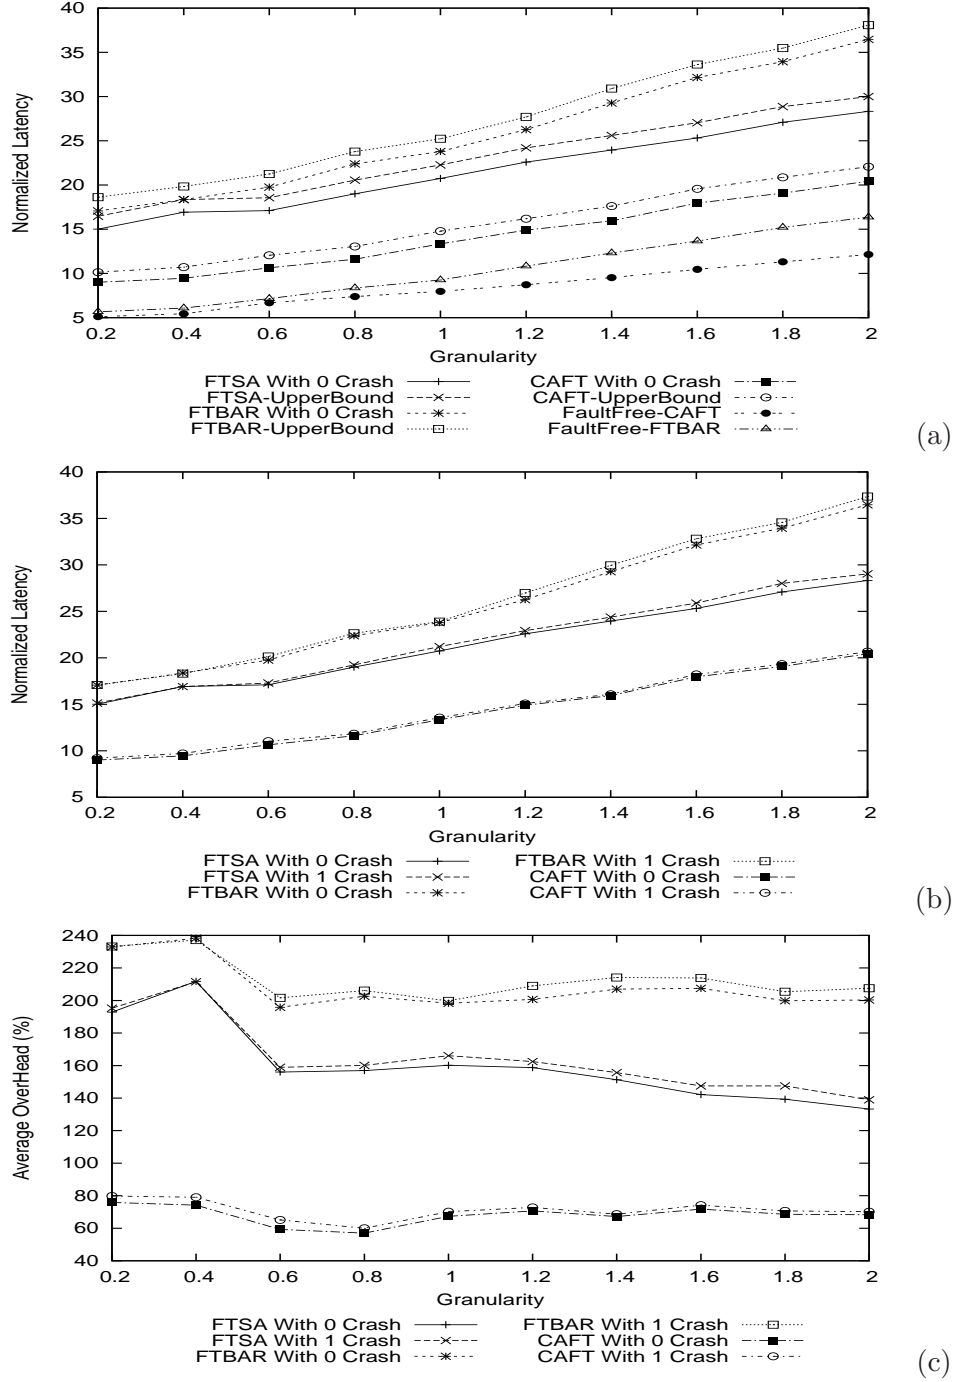 40
35
30
25
20
15
10
5
Normalized Latency
0.2 0.4 0.6 0.8 1 1.2 1.4 1.6 1.8 2
Granularity
FTSA With 0 Crash CAFT With 0 Crash
FTSA-UpperBound CAFT-UpperBound
FTBAR With 0 Crash FaultFree-CAFT
FTBAR-UpperBound FaultFree-FTBAR
(a)
40
35
30
25
20
15
10
5
Normalized Latency
0.2 0.4 0.6 0.8 1 1.2 1.4 1.6 1.8 2
Granularity
FTSA With 0 Crash FTBAR With 1 Crash
FTSA With 1 Crash CAFT With 0 Crash
FTBAR With 0 Crash CAFT With 1 Crash
(b)
240
220
200
180
160
140
120
100
80
60
40
Average OverHead (%)
0.2 0.4 0.6 0.8 1 1.2 1.4 1.6 1.8 2
Granularity
FTSA With 0 Crash FTBAR With 1 Crash
FTSA With 1 Crash CAFT With 0 Crash
FTBAR With 0 Crash CAFT With 1 Crash
(c)